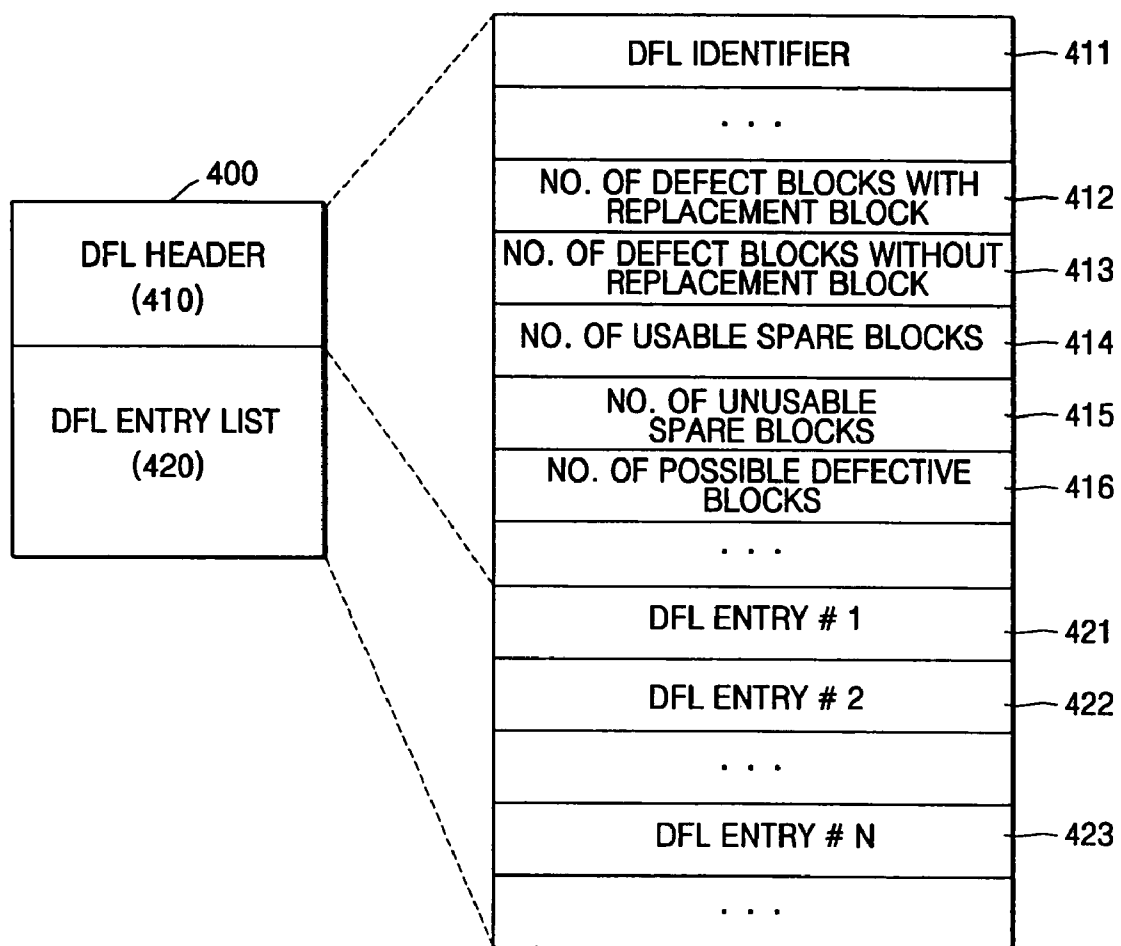 400
DFL HEADER
(410)
DFL ENTRY LIST
(420)
DFL IDENTIFIER
411
. . .
NO. OF DEFECT BLOCKS WITH
REPLACEMENT BLOCK
412
NO. OF DEFECT BLOCKS WITHOUT
REPLACEMENT BLOCK
413
NO. OF USABLE SPARE BLOCKS
414
NO. OF UNUSABLE
SPARE BLOCKS
415
NO. OF POSSIBLE DEFECTIVE
BLOCKS
416
. . .
DFL ENTRY # 1
421
DFL ENTRY # 2
422
. . .
DFL ENTRY # N
423
. . .